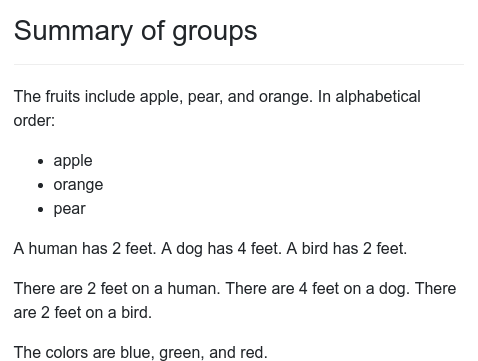 Summary of groups
The fruits include apple, pear, and orange. In alphabetical
order:
apple
orange
pear
A human has 2 feet. A dog has 4 feet. A bird has 2 feet.
There are 2 feet on a human. There are 4 feet on a dog. There
are 2 feet on a bird.
The colors are blue, green, and red.